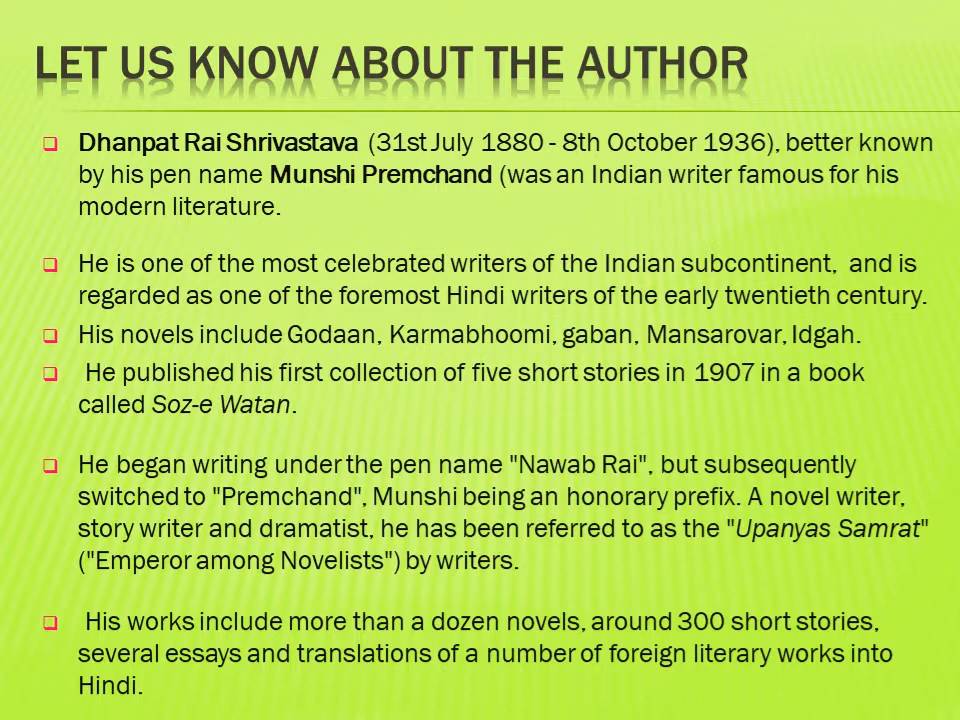 LET US KNOW ABOUT THE AUTHOR
Dhanpat Rai Shrivastava (31st July 1880 - 8th October 1936), better known
by his pen name Munshi Premchand (was an Indian writer famous for his
modern literature.
He is one of the most celebrated writers of the Indian subcontinent, and is
regarded as one of the foremost Hindi writers of the early twentieth century.
His novels include Godaan, Karmabhoomi, gaban, Mansarovar, Idgah.
He published his first collection of five short stories in 1907 in a book
called Soz-e Watan.
He began writing under the pen name "Nawab Rai", but subsequently
switched to "Premchand", Munshi being an honorary prefix. A novel writer,
story writer and dramatist, he has been referred to as the "Upanyas Samrat"
("Emperor among Novelists") by writers.
His works include more than a dozen novels, around 300 short stories,
several essays and translations of a number of foreign literary works into
Hindi.